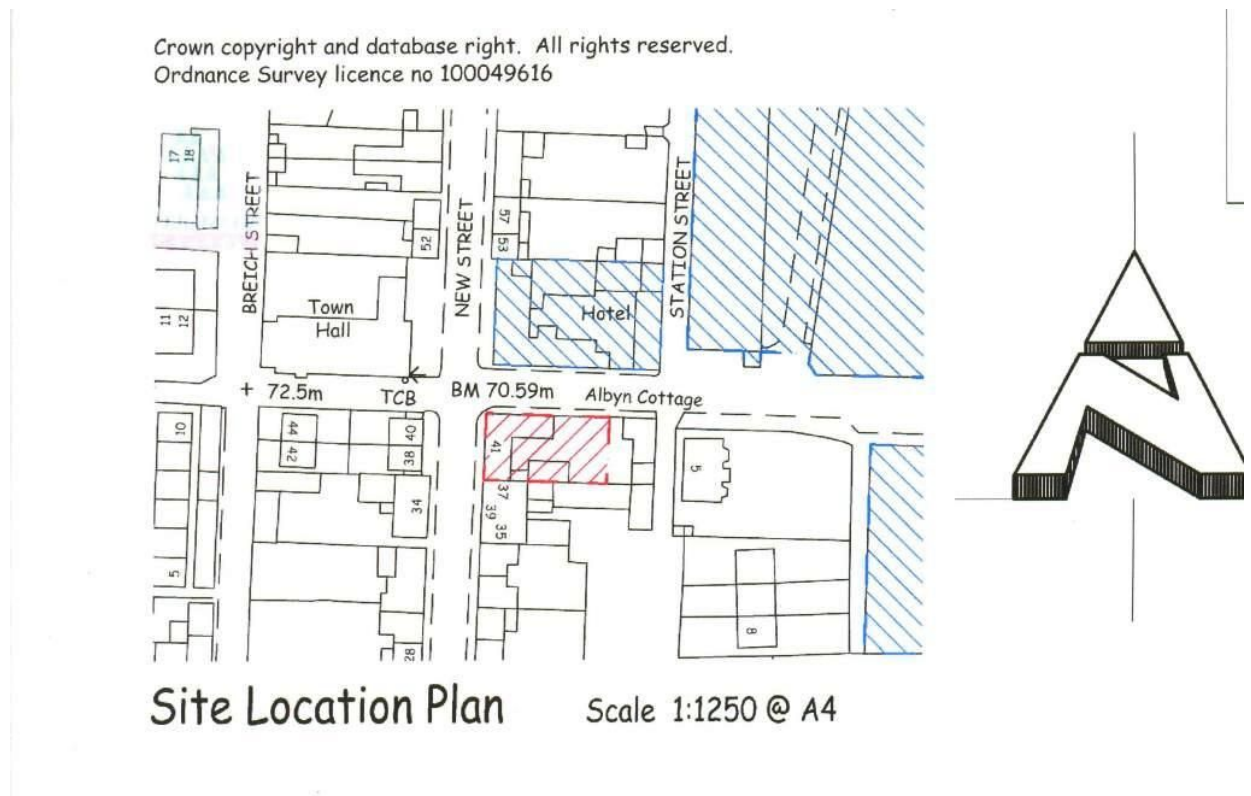 Crown copyright and database right. All rights reserved.
Ordnance Survey licence no 100049616
17
18
BREICH STREET
52
NEW STREET
57
53
STATION STREET
11
12
Town
Hall
Hotel
+ 72.5m
TCB
BM 70.59m
Albyn Cottage
10
44
42
40
38
41
5
34
37
39
35
5
8
28
Site Location Plan
Scale 1:1250 @ A4
N